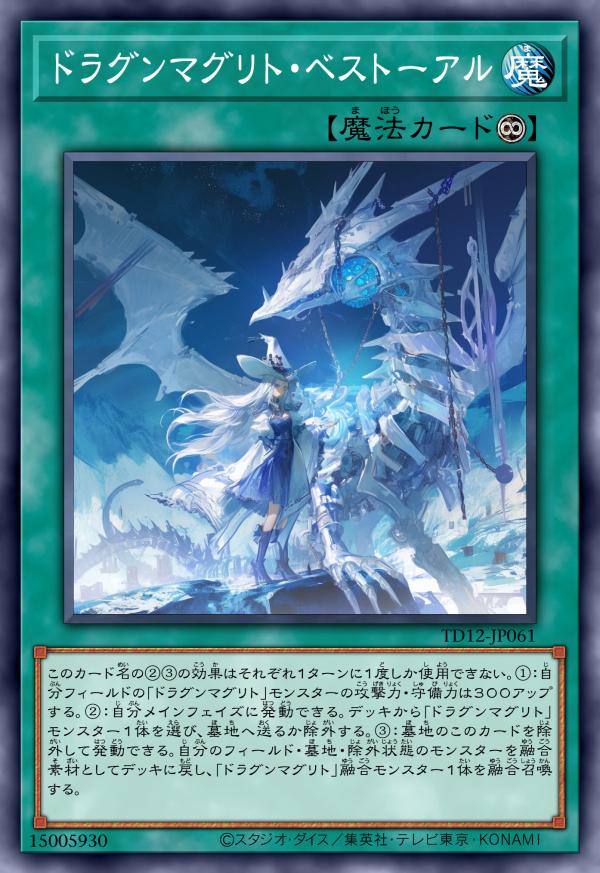 ドラグンマグリト・ベストーアル 魔
【魔法カード♾】
TD12-JP061
このカード名の②③の効果はそれぞれ1ターンに1度しか使用できない。①:自
分フィールドの「ドラグンマグリト」モンスターの攻撃力・守備力は300アップ
する。②:自分メインフェイズに発動できる。デッキから「ドラグンマグリト」
モンスター1体を選び、墓地へ送るか除外する。③:墓地のこのカードを除
外して発動できる。自分のフィールド・墓地・除外状態のモンスターを融合
素材としてデッキに戻し、「ドラグンマグリト」融合モンスター1体を融合召喚
する。
15005930 ©スタジオ・ダイス/集英社・テレビ東京・KONAMI